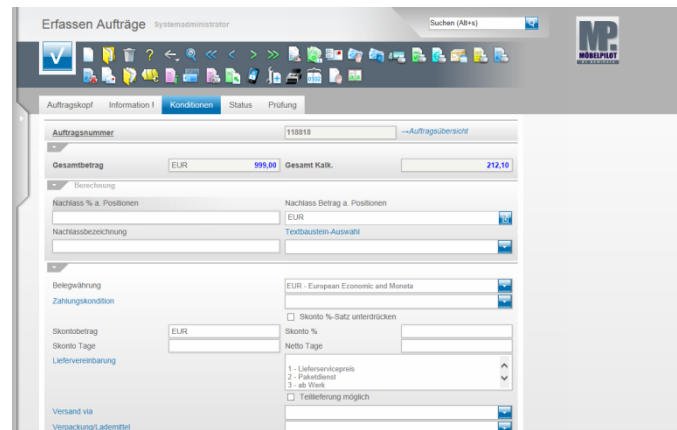 Erfassen Aufträge Systemadministrator
Suchen (Alt+s)
MP
MÖBELPILOT
Auftragskopf Information I Konditionen Status Prüfung
Auftragsnummer 118818 →Auftragsübersicht
Gesamtbetrag EUR 999,00 Gesamt Kalk. 212,10
Berechnung
Nachlass % a. Positionen Nachlass Betrag a. Positionen
EUR
Nachlassbezeichnung Textbaustein-Auswahl
Belegwährung EUR - European Economic and Moneta
Zahlungskondition
Skonto %-Satz unterdrücken
Skontobetrag EUR Skonto %
Skonto Tage Netto Tage
Liefervereinbarung
1 - Lieferservicepreis
2 - Paketdienst
3 - ab Werk
Teillieferung möglich
Versand via
Verpackung/Lademittel